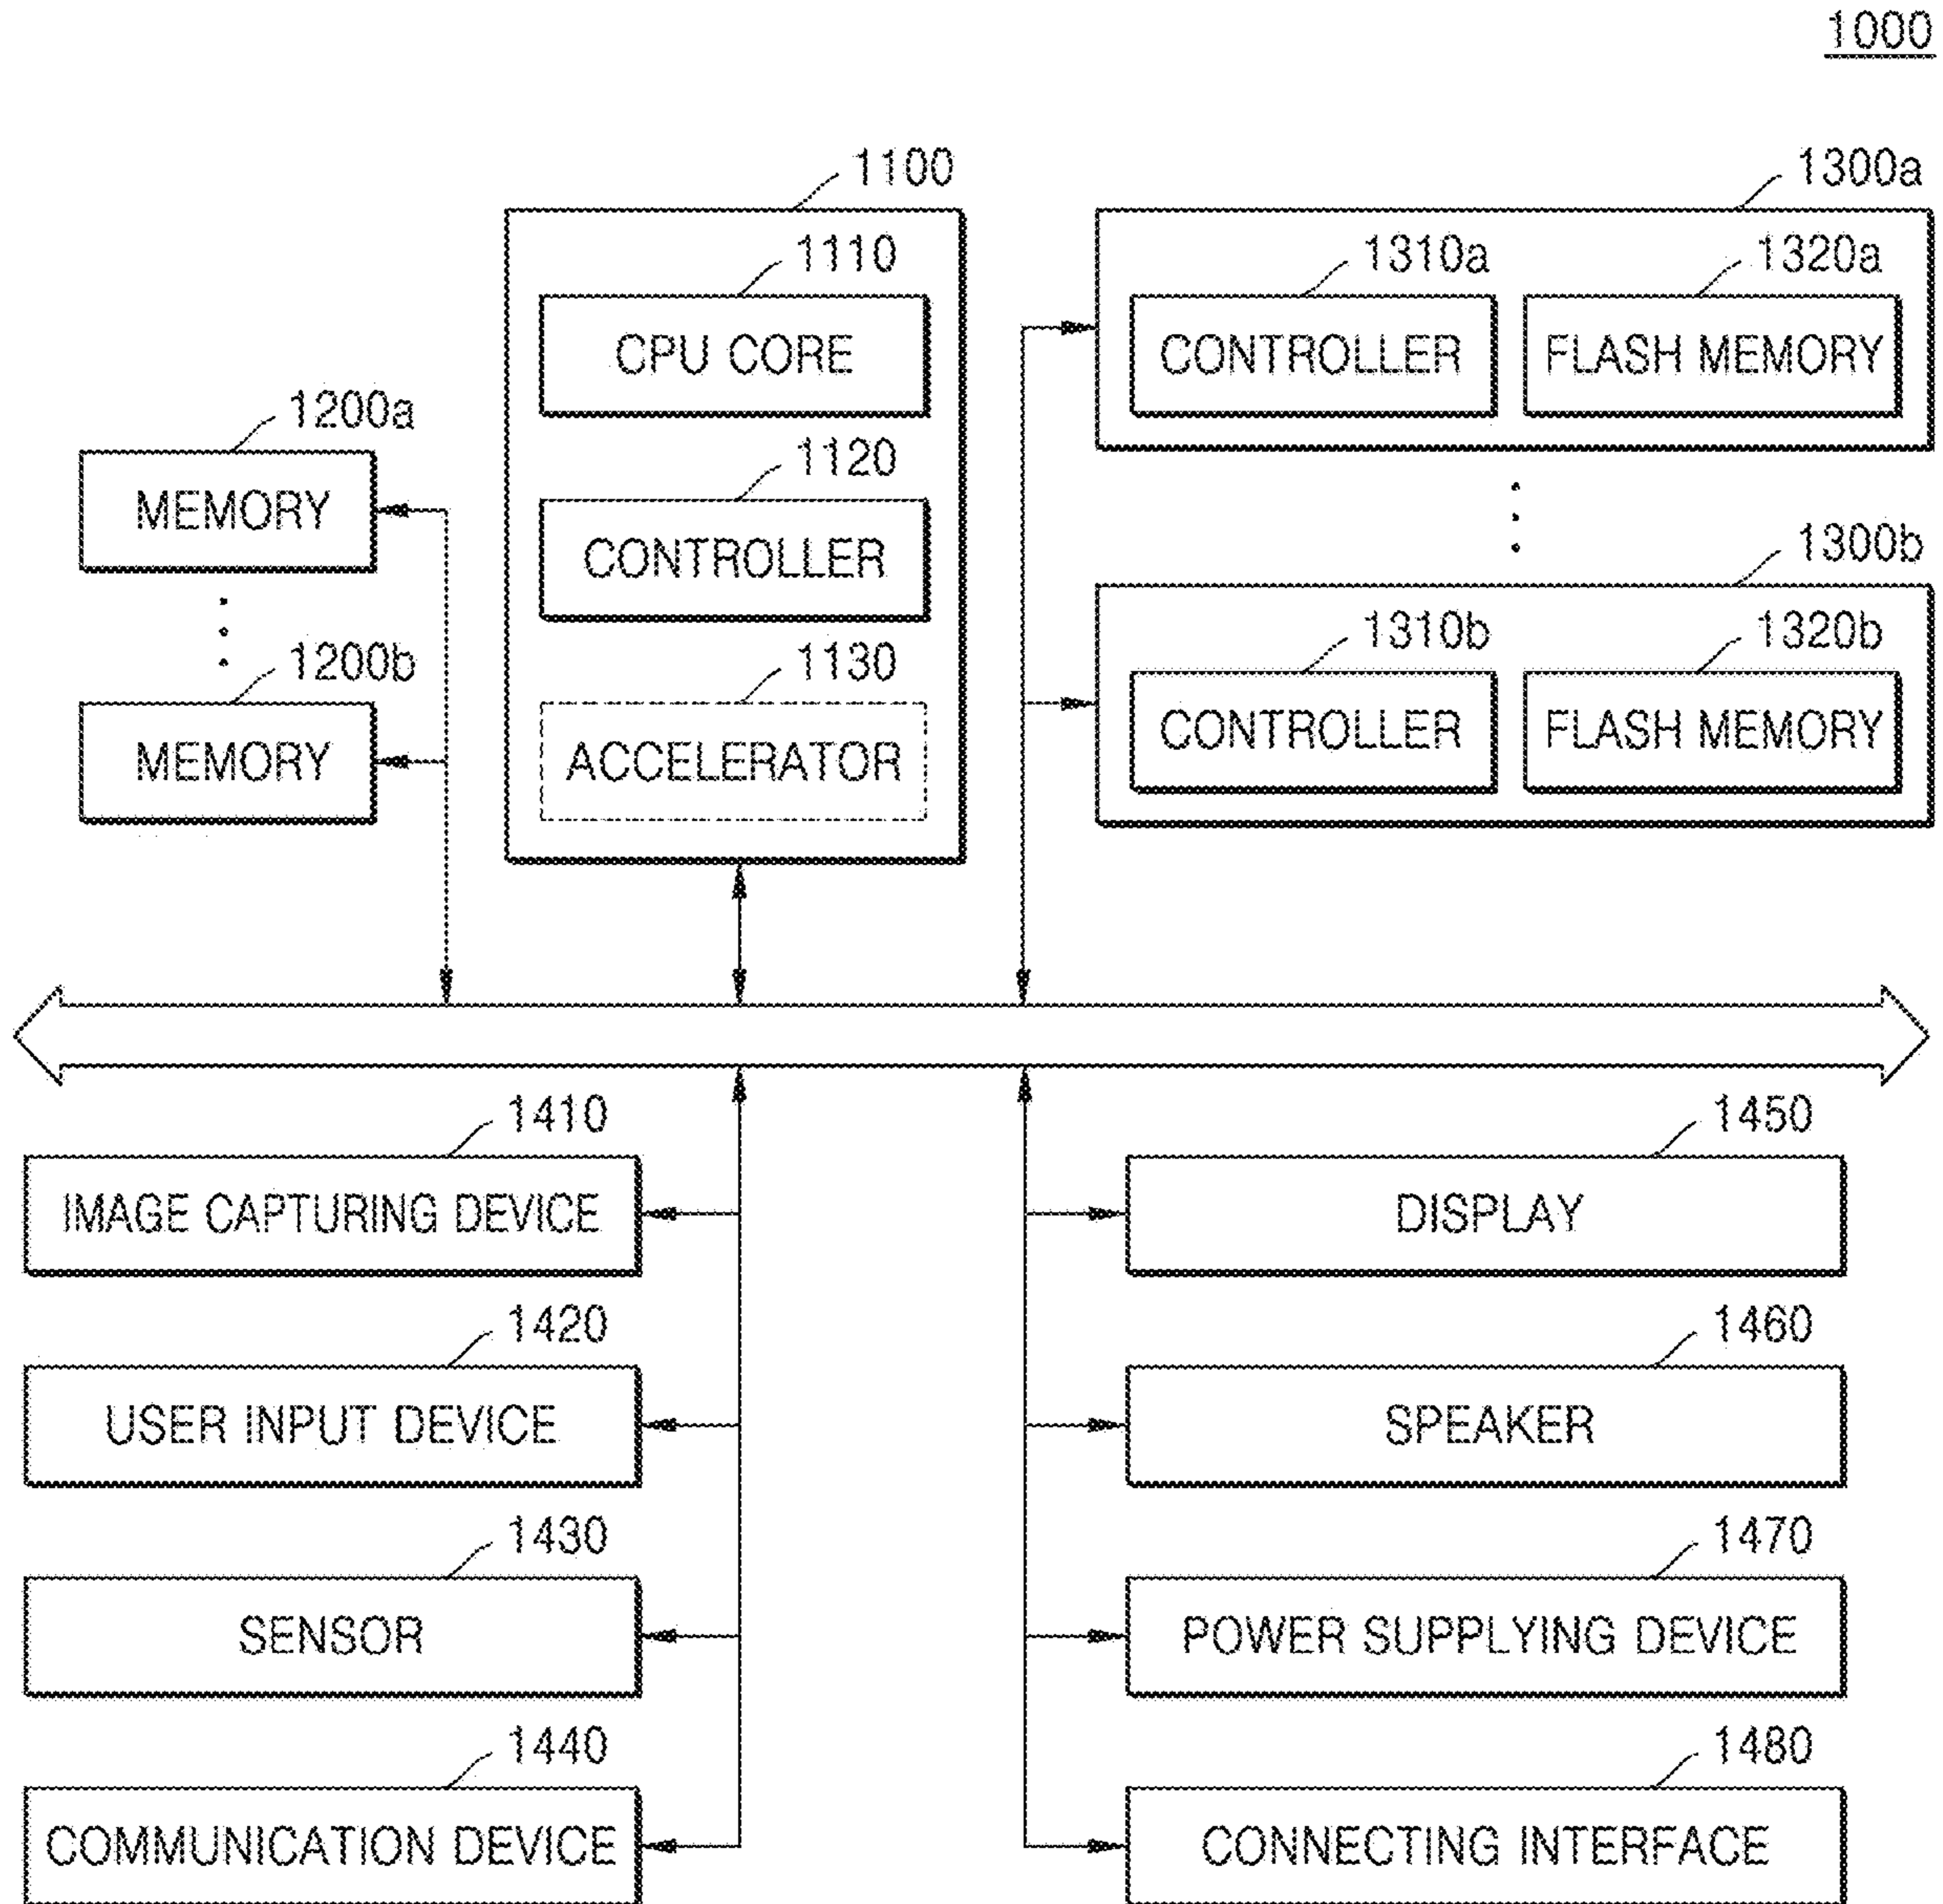 1000
1100
1300a
1110
1310a
1320a
CPU CORE
CONTROLLER
FLASH MEMORY
1200a
MEMORY
1120
CONTROLLER
1300b
1200b
MEMORY
1130
ACCELERATOR
1310b
1320b
CONTROLLER
FLASH MEMORY
1410
IMAGE CAPTURING DEVICE
1450
DISPLAY
1420
USER INPUT DEVICE
1460
SPEAKER
1430
SENSOR
1470
POWER SUPPLYING DEVICE
1440
COMMUNICATION DEVICE
1480
CONNECTING INTERFACE